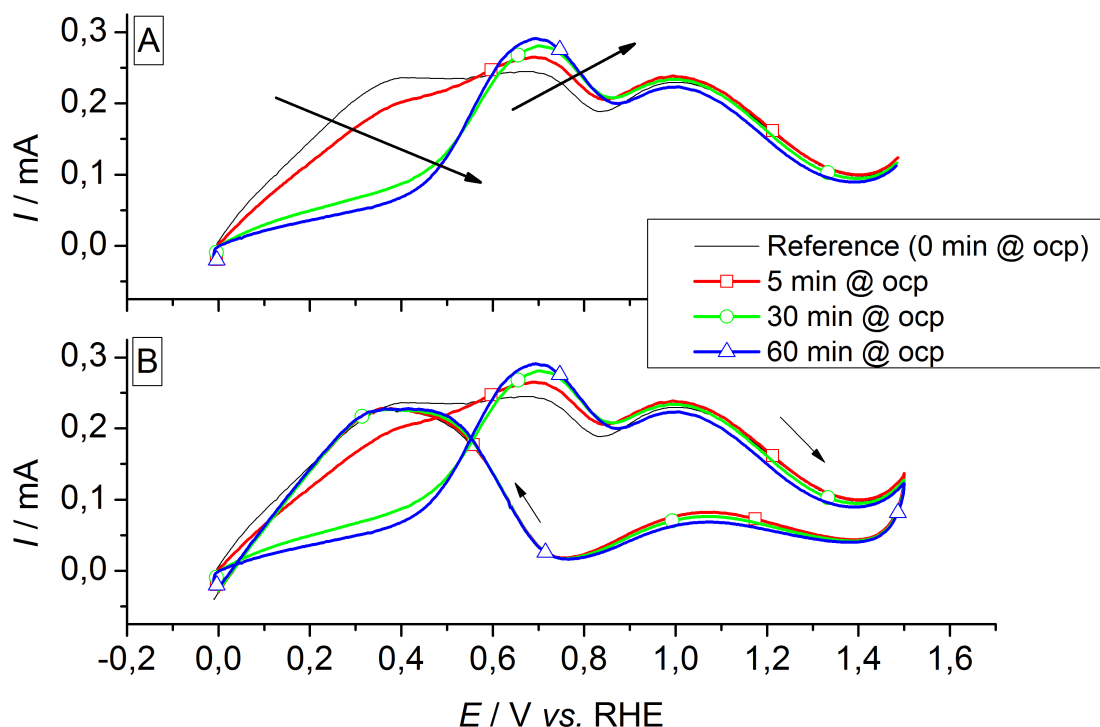 A
0,3
0,2
0,1
0,0
I / mA
Reference (0 min @ ocp)
5 min @ ocp
30 min @ ocp
60 min @ ocp
B
0,3
0,2
0,1
0,0
I / mA
-0,2 0,0 0,2 0,4 0,6 0,8 1,0 1,2 1,4 1,6
E / V vs. RHE